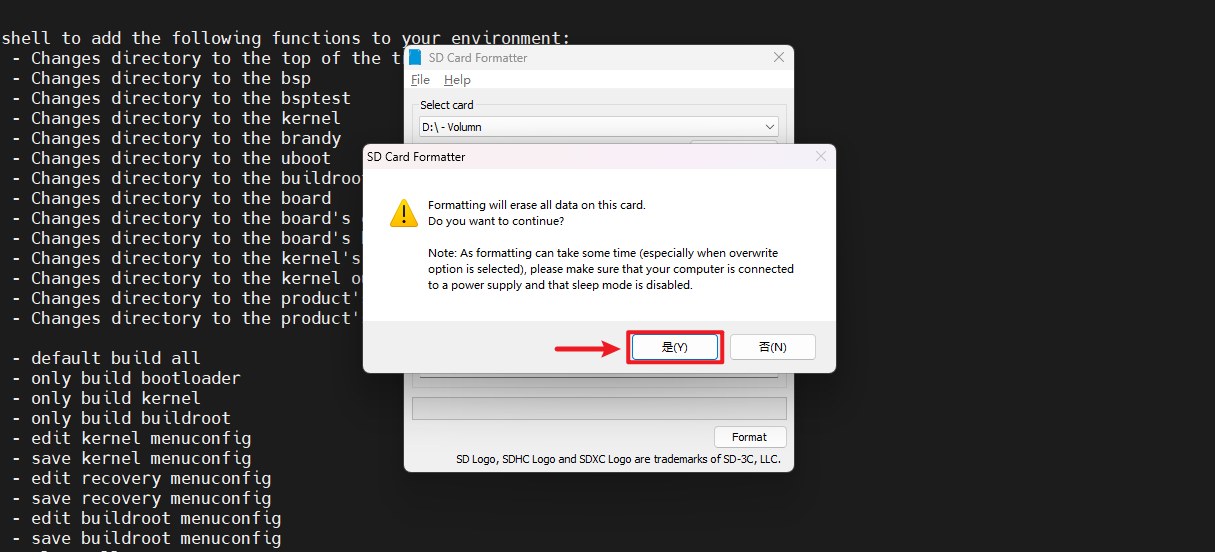 shell to add the following functions to your environment:
- Changes directory to the top of the t
- Changes directory to the bsp
- Changes directory to the bsptest
- Changes directory to the kernel
- Changes directory to the brandy
- Changes directory to the uboot
- Changes directory to the buildroot
- Changes directory to the board
- Changes directory to the board's
- Changes directory to the board's
- Changes directory to the kernel's
- Changes directory to the kernel
- Changes directory to the product'
- Changes directory to the product'
- default build all
- only build bootloader
- only build kernel
- only build buildroot
- edit kernel menuconfig
- save kernel menuconfig
- edit recovery menuconfig
- save recovery menuconfig
- edit buildroot menuconfig
- save buildroot menuconfig
SD Card Formatter
File Help
Select card
D:\ - Volumn
SD Card Formatter
Formatting will erase all data on this card.
Do you want to continue?
Note: As formatting can take some time (especially when overwrite
option is selected), please make sure that your computer is connected
to a power supply and that sleep mode is disabled.
是(Y) 否(N)
Format
SD Logo, SDHC Logo and SDXC Logo are trademarks of SD-3C, LLC.